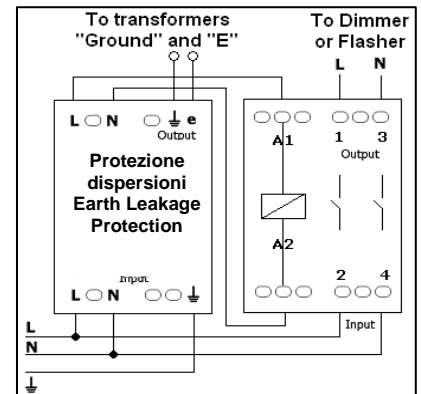 To transformers
"Ground" and "E"
To Dimmer
or Flasher
L N
L N ⏚ e
Output
A1 1 3
Output
Protezione
dispersioni
Earth Leakage
Protection
A2
Input
L N ⏚
2 4
Input
L
N
⏚